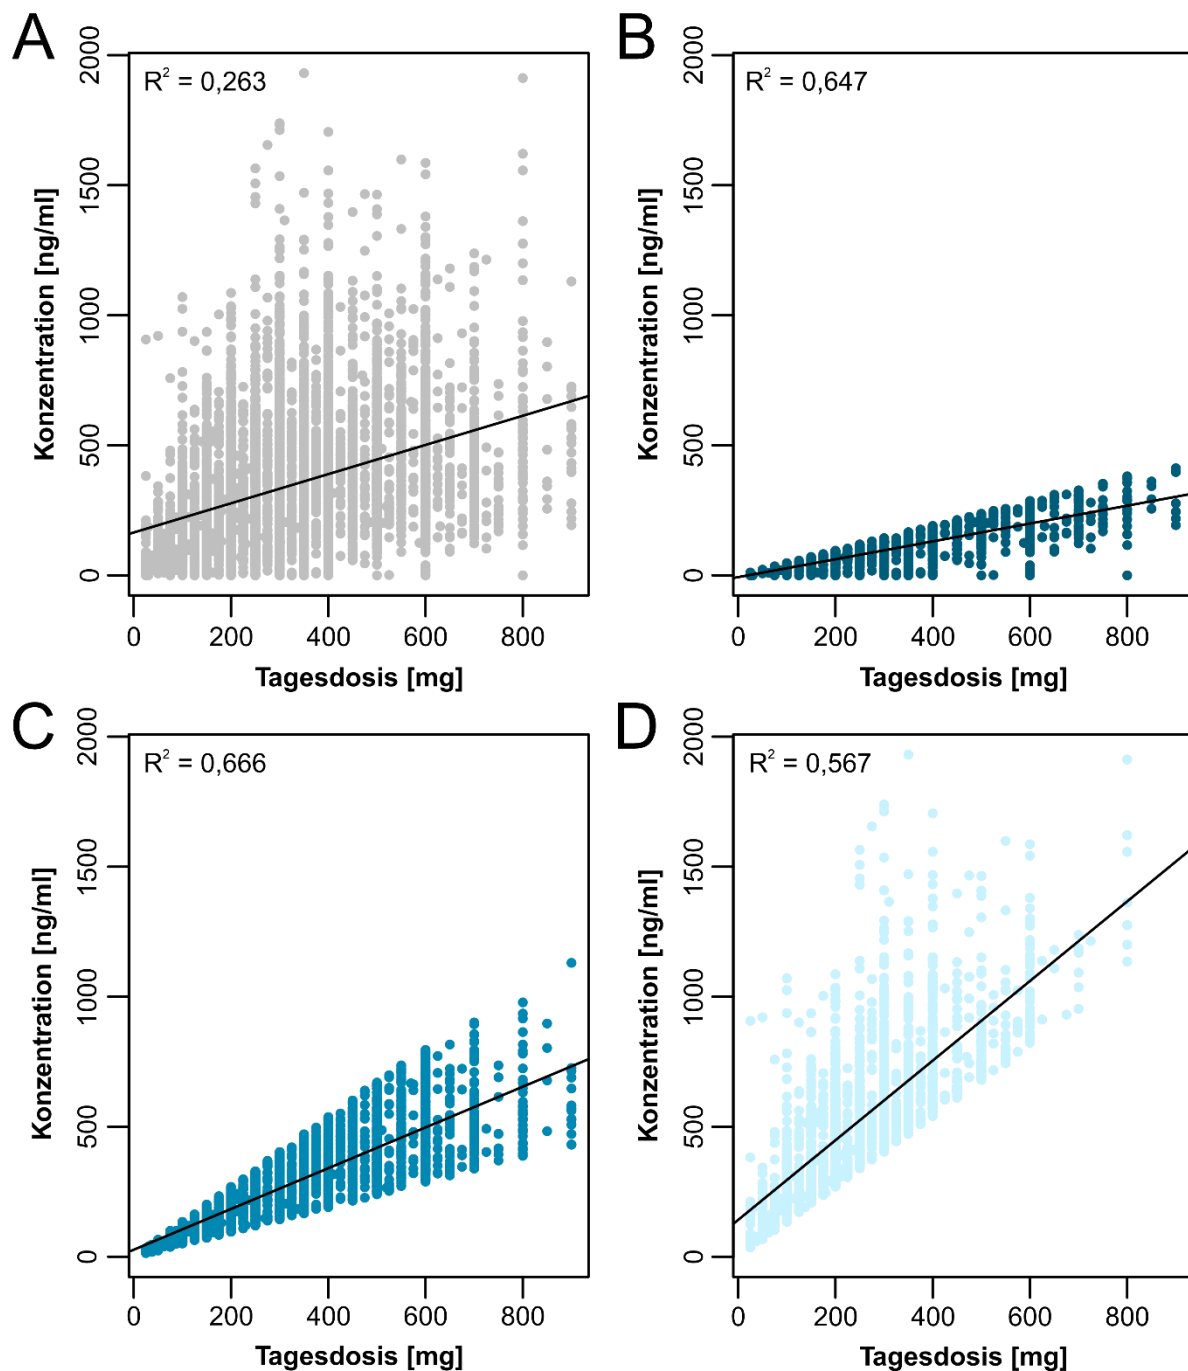 A
R² = 0,263
2000
1500
1000
500
0
Konzentration [ng/ml]
0 200 400 600 800
Tagesdosis [mg]
B
R² = 0,647
2000
1500
1000
500
0
Konzentration [ng/ml]
0 200 400 600 800
Tagesdosis [mg]
C
R² = 0,666
2000
1500
1000
500
0
Konzentration [ng/ml]
0 200 400 600 800
Tagesdosis [mg]
D
R² = 0,567
2000
1500
1000
500
0
Konzentration [ng/ml]
0 200 400 600 800
Tagesdosis [mg]